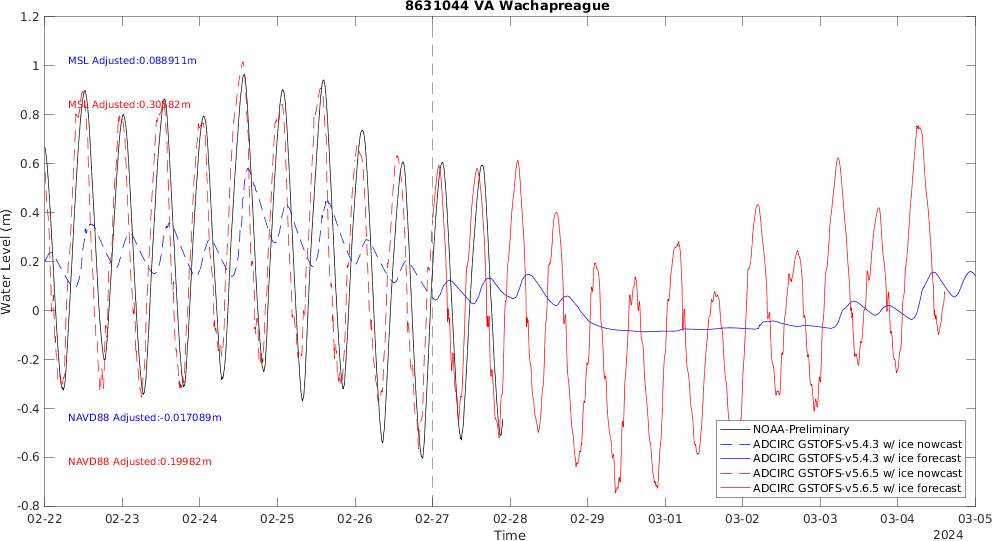 8631044 VA Wachapreague
1.2
1
0.8
0.6
0.4
0.2
0
-0.2
-0.4
-0.6
-0.8
Water Level (m)
MSL Adjusted:0.088911m
MSL Adjusted:0.30182m
NAVD88 Adjusted:-0.017089m
NAVD88 Adjusted:0.19982m
NOAA-Preliminary
ADCIRC GSTOFS-v5.4.3 w/ ice nowcast
ADCIRC GSTOFS-v5.4.3 w/ ice forecast
ADCIRC GSTOFS-v5.6.5 w/ ice nowcast
ADCIRC GSTOFS-v5.6.5 w/ ice forecast
02-22 02-23 02-24 02-25 02-26 02-27 02-28 02-29 03-01 03-02 03-03 03-04 03-05
Time
2024